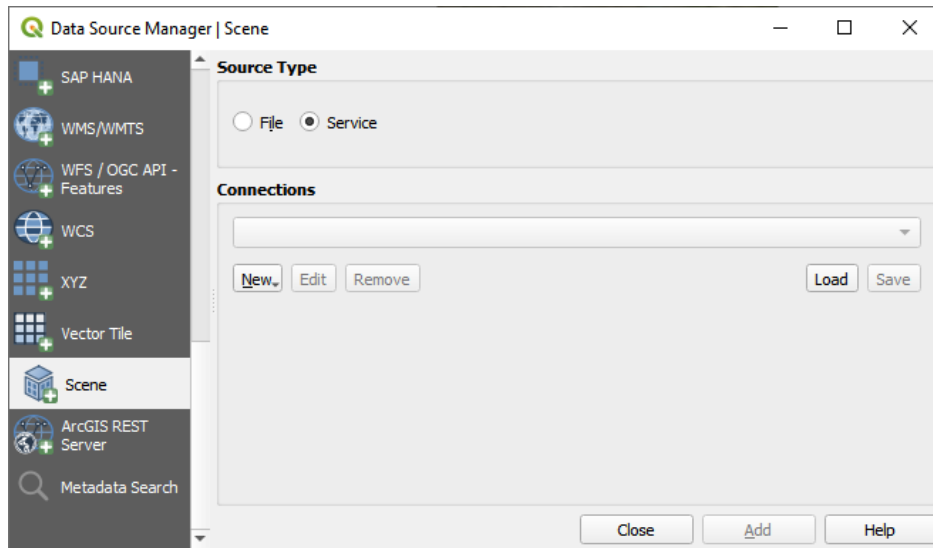 Data Source Manager | Scene
SAP HANA
WMS/WMTS
WFS / OGC API -
Features
WCS
XYZ
Vector Tile
Scene
ArcGIS REST
Server
Metadata Search
Source Type
File Service
Connections
New Edit Remove Load Save
Close Add Help